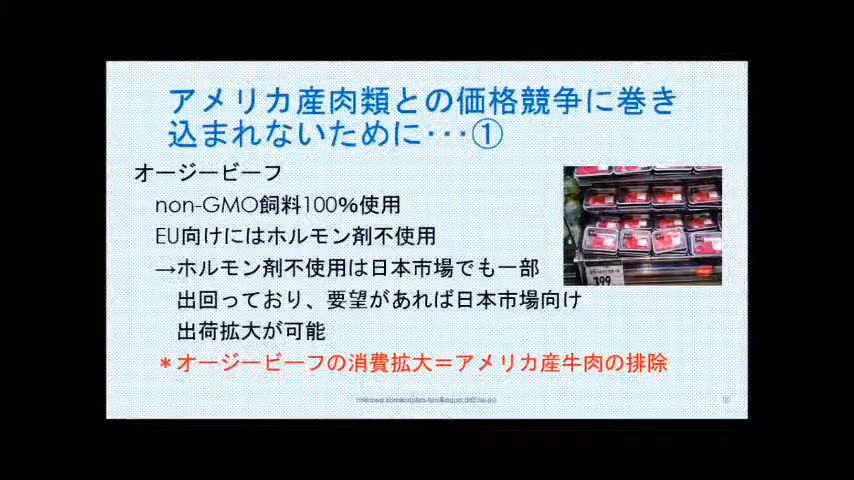 アメリカ産肉類との価格競争に巻き
込まれないために･･･①
オージービーフ
non-GMO飼料100%使用
EU向けにはホルモン剤不使用
→ホルモン剤不使用は日本市場でも一部
出回っており、要望があれば日本市場向け
出荷拡大が可能
＊オージービーフの消費拡大＝アメリカ産牛肉の排除
199